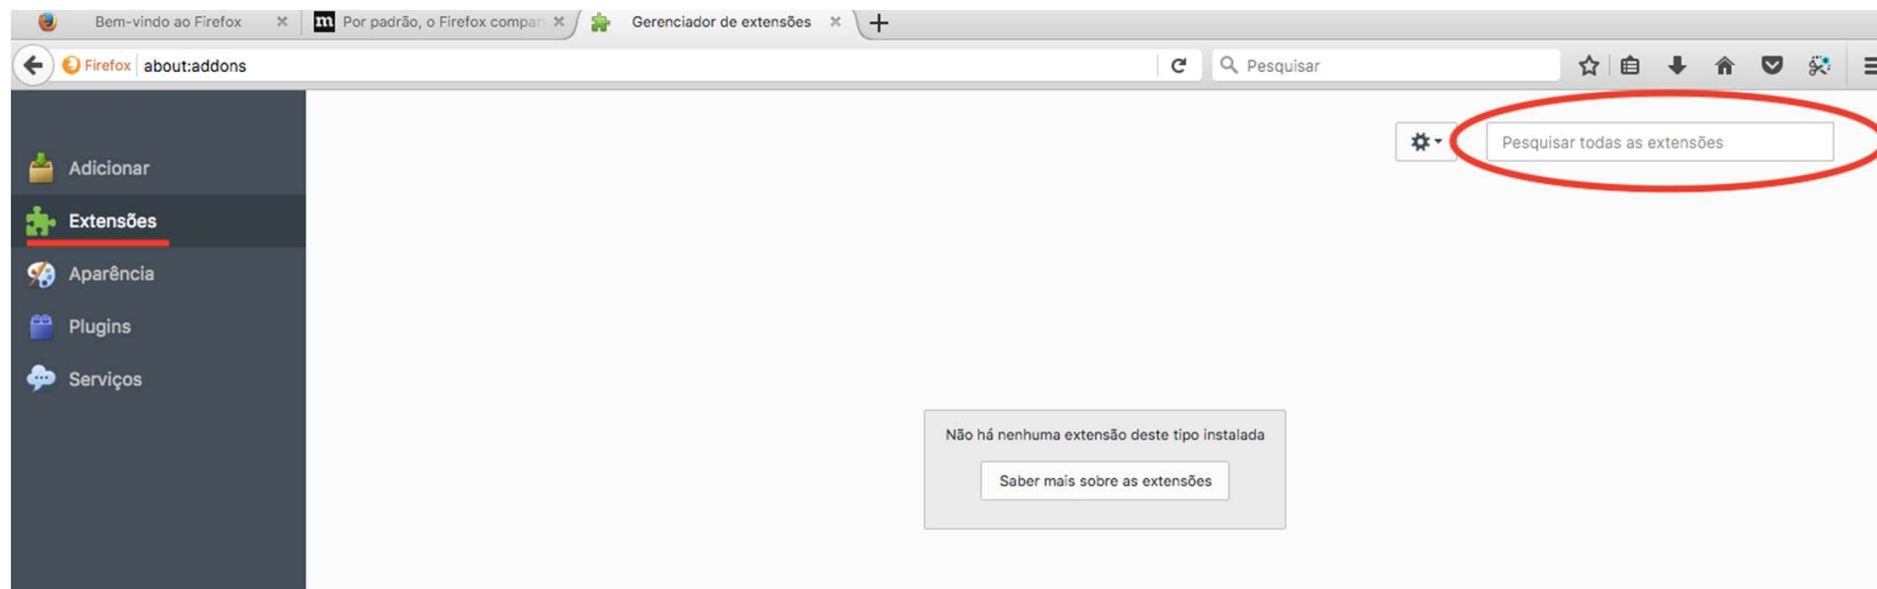 Bem-vindo ao Firefox
m Por padrão, o Firefox compar
Gerenciador de extensões
Firefox about:addons
Pesquisar
Pesquisar todas as extensões
Adicionar
Extensões
Aparência
Plugins
Serviços
Não há nenhuma extensão deste tipo instalada
Saber mais sobre as extensões